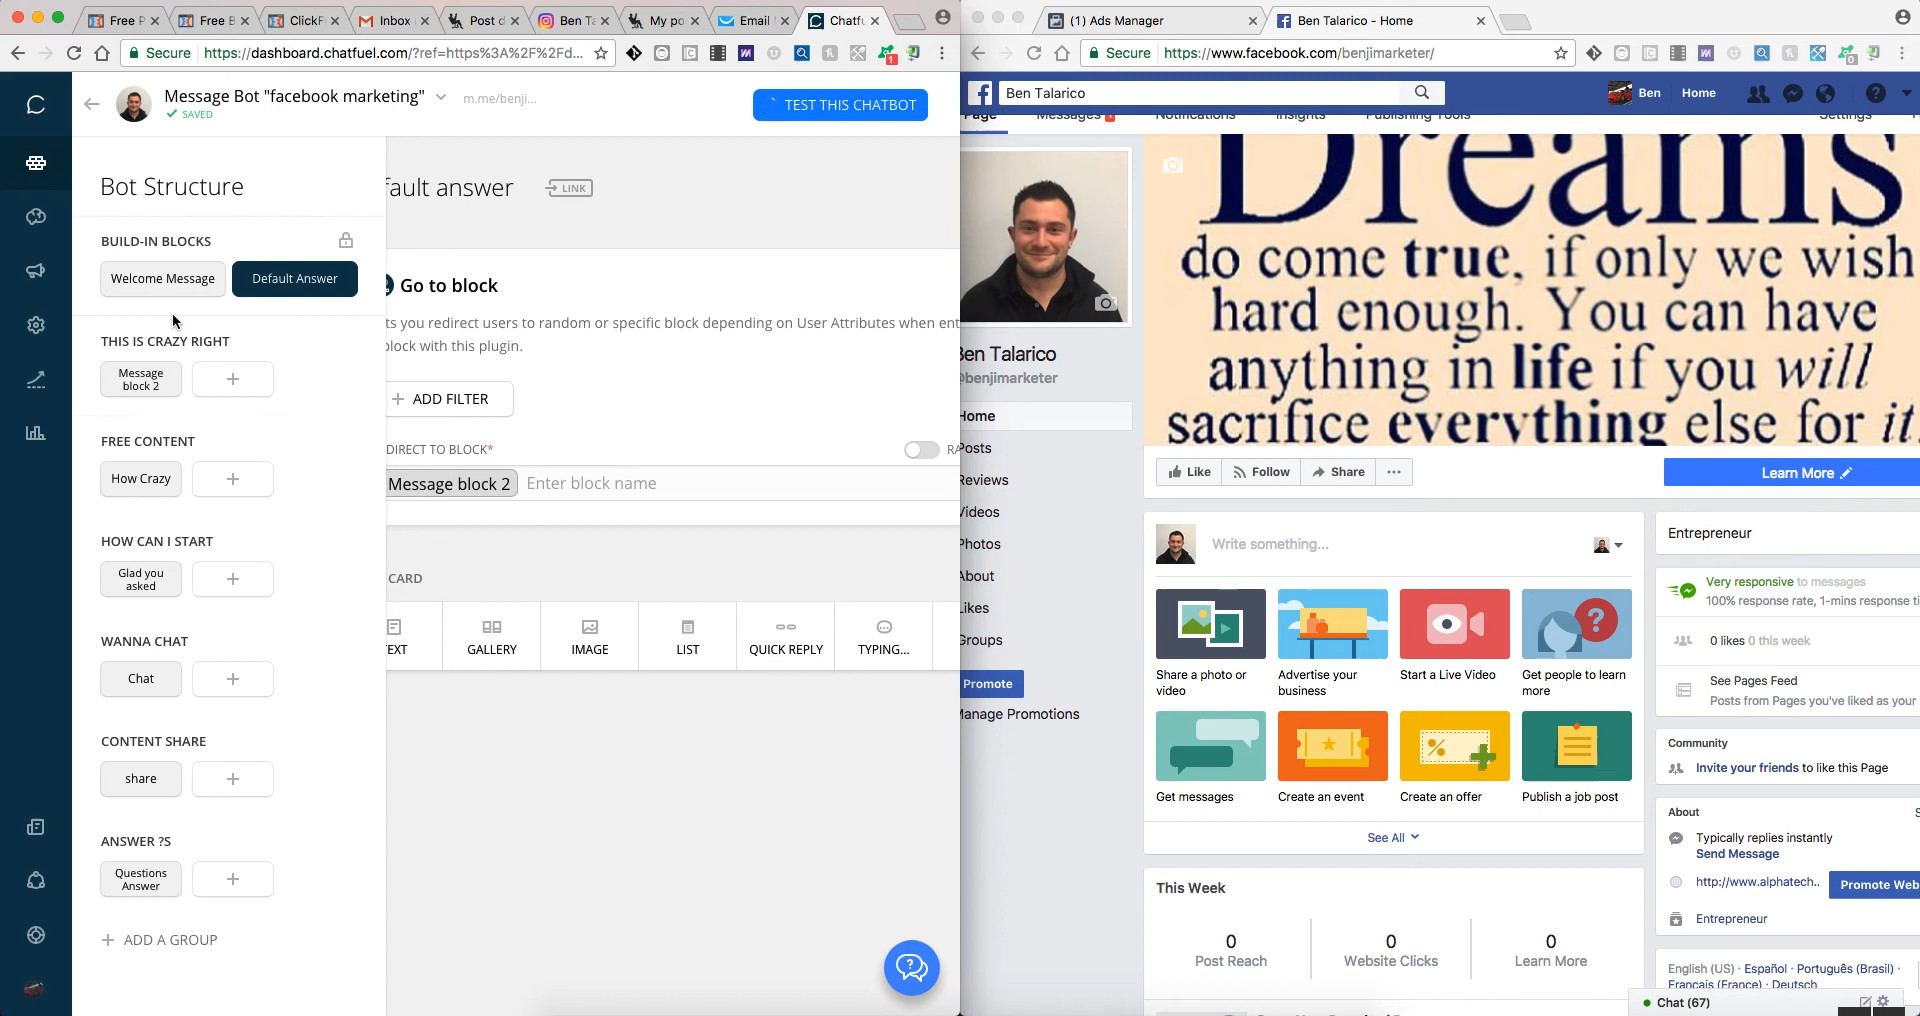 Free P
Free B
ClickF
Inbox
Post d
Ben Ta
My po
Email
Chatfu
Secure
https://dashboard.chatfuel.com/?ref=https%3A%2F%2Fd...
1
Message Bot "facebook marketing"
m.me/benji...
SAVED
TEST THIS CHATBOT
Bot Structure
BUILD-IN BLOCKS
Welcome Message
Default Answer
THIS IS CRAZY RIGHT
Message
block 2
FREE CONTENT
How Crazy
HOW CAN I START
Glad you
asked
WANNA CHAT
Chat
CONTENT SHARE
share
ANSWER ?S
Questions
Answer
ADD A GROUP
fault answer
LINK
Go to block
ts you redirect users to random or specific block depending on User Attributes when ent
block with this plugin.
ADD FILTER
DIRECT TO BLOCK*
RA
Message block 2
Enter block name
CARD
EXT
GALLERY
IMAGE
LIST
QUICK REPLY
TYPING...
(1) Ads Manager
Ben Talarico - Home
Secure
https://www.facebook.com/benjimarketer/
0
Ben Talarico
Ben
Home
Page
Messages
Notifications
Insights
Publishing Tools
Settings
Dreams
do come true, if only we wish
hard enough. You can have
anything in life if you will
sacrifice everything else for it
Ben Talarico
@benjimarketer
Home
Posts
Reviews
Videos
Photos
About
Likes
Groups
Promote
Manage Promotions
Like
Follow
Share
Learn More
Write something...
Share a photo or
video
Advertise your
business
Start a Live Video
Get people to learn
more
Get messages
Create an event
Create an offer
Publish a job post
See All
This Week
0
Post Reach
0
Website Clicks
0
Learn More
Entrepreneur
Very responsive to messages
100% response rate, 1-mins response ti
0 likes 0 this week
See Pages Feed
Posts from Pages you've liked as your
Community
Invite your friends to like this Page
About
S
Typically replies instantly
Send Message
http://www.alphatech..
Promote Web
Entrepreneur
English (US) · Español · Português (Brasil) ·
Français (France) · Deutsch
Chat (67)